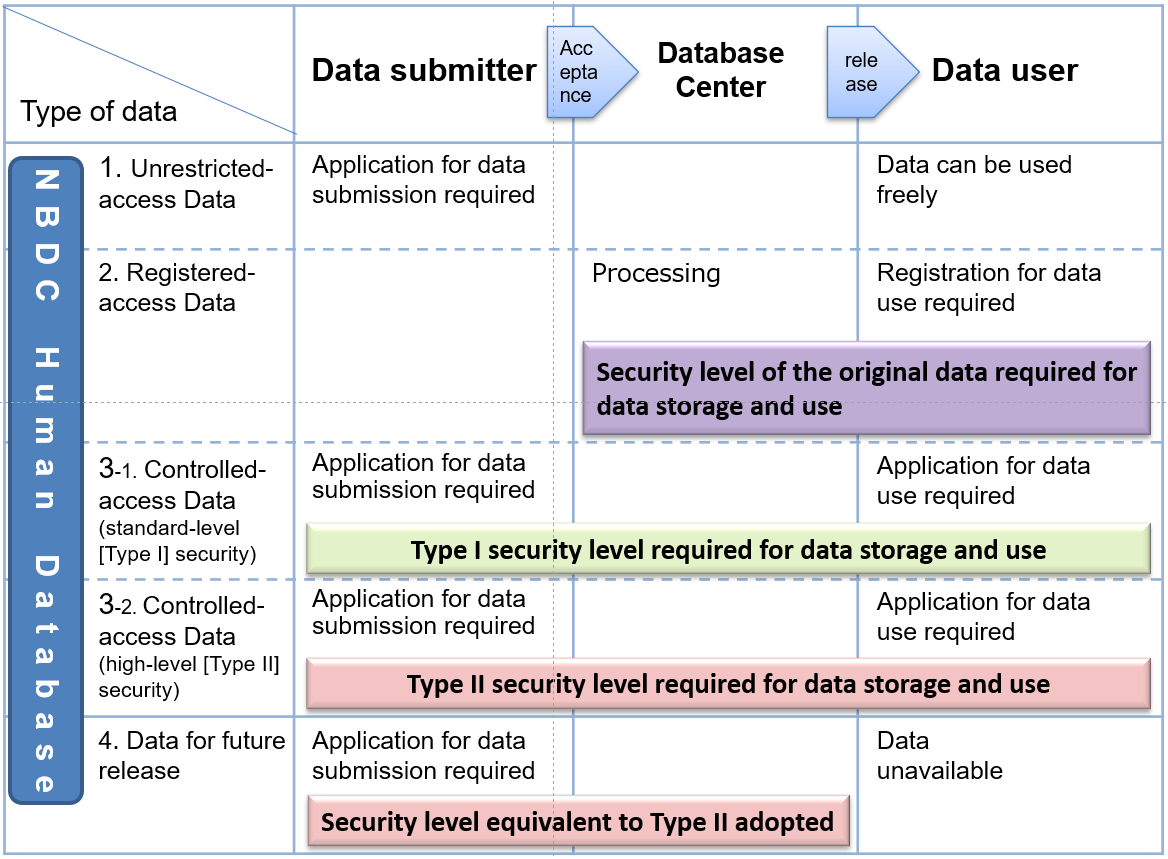 Type of data
Data submitter
Acc
epta
nce
Database
Center
rele
ase
Data user
NBDC Human Database
1. Unrestricted-
access Data
Application for data
submission required
Data can be used
freely
2. Registered-
access Data
Processing
Registration for data
use required
Security level of the original data required for
data storage and use
3-1. Controlled-
access Data
(standard-level
[Type I] security)
Application for data
submission required
Application for data
use required
Type I security level required for data storage and use
3-2. Controlled-
access Data
(high-level [Type II]
security)
Application for data
submission required
Application for data
use required
Type II security level required for data storage and use
4. Data for future
release
Application for data
submission required
Data
unavailable
Security level equivalent to Type II adopted